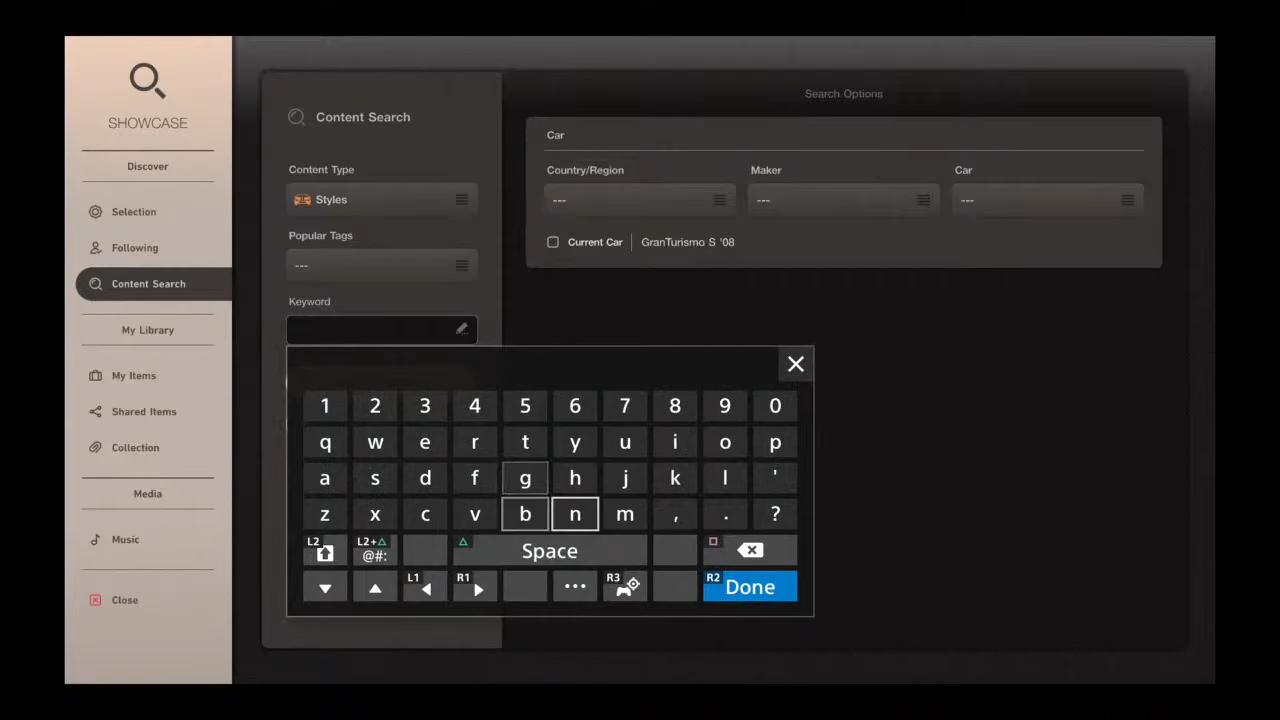 SHOWCASE
Discover
Selection
Following
Content Search
My Library
My Items
Shared Items
Collection
Media
Music
Close
Content Search
Content Type
Styles
Popular Tags
---
Keyword
Search Options
Car
Country/Region Maker Car
--- --- ---
Current Car GranTurismo S '08
1 2 3 4 5 6 7 8 9 0
q w e r t y u i o p
a s d f g h j k l '
z x c v b n m , . ?
L2 L2+△ @#: △ Space □
▼ ▲ L1 ◀ R1 ▶ ... R3 R2 Done